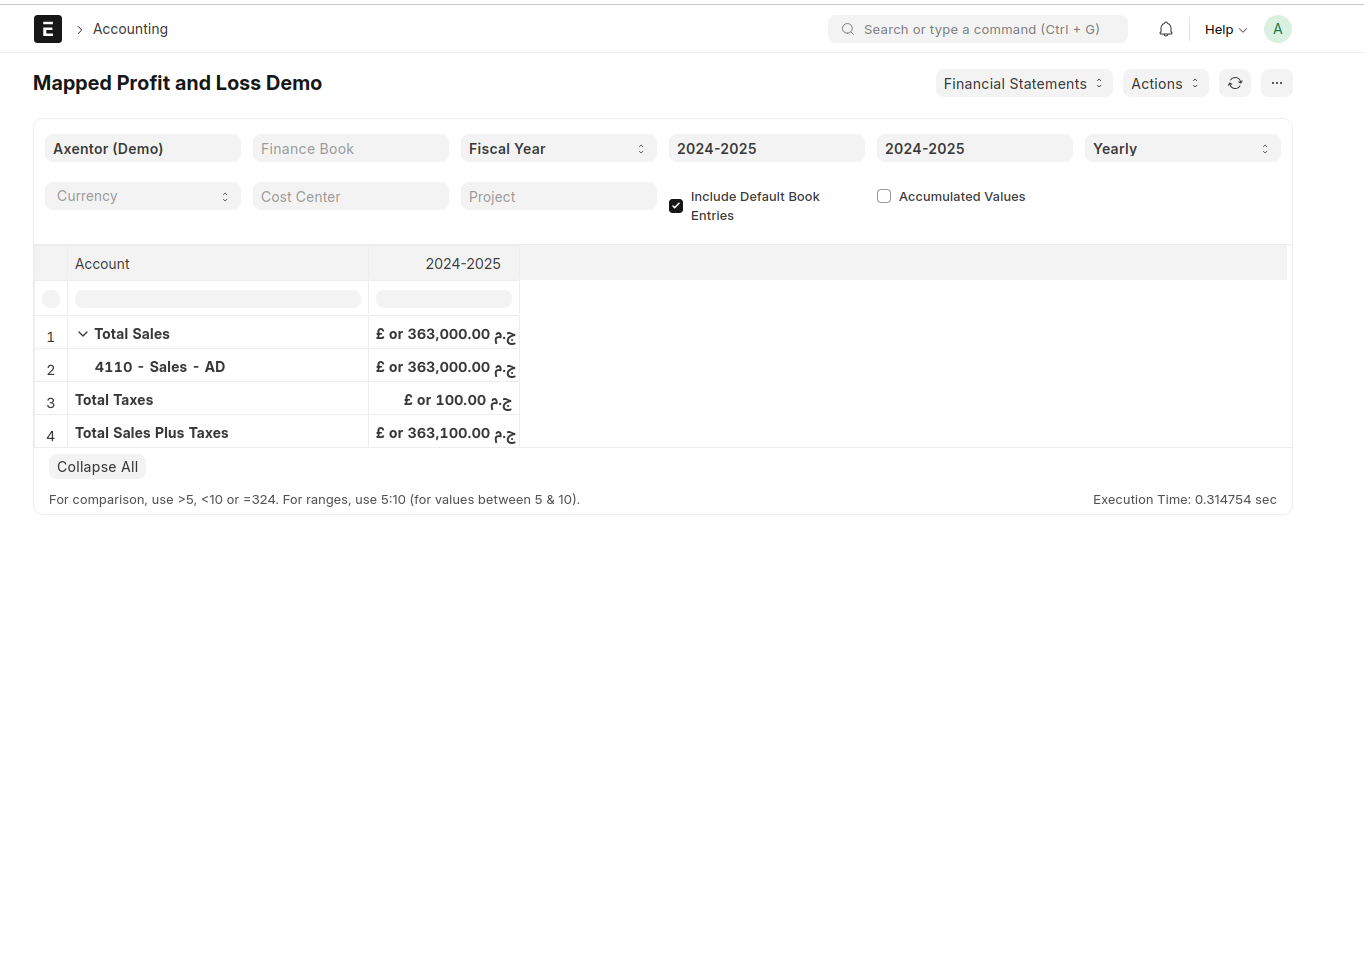 E
Accounting
Search or type a command (Ctrl + G)
Help
A
Mapped Profit and Loss Demo
Financial Statements
Actions
Axentor (Demo)
Finance Book
Fiscal Year
2024-2025
2024-2025
Yearly
Currency
Cost Center
Project
Include Default Book
Entries
Accumulated Values
Account 2024-2025
1 Total Sales £ or 363,000.00 ج.م
2 4110 - Sales - AD £ or 363,000.00 ج.م
3 Total Taxes £ or 100.00 ج.م
4 Total Sales Plus Taxes £ or 363,100.00 ج.م
Collapse All
For comparison, use >5, <10 or =324. For ranges, use 5:10 (for values between 5 & 10).
Execution Time: 0.314754 sec